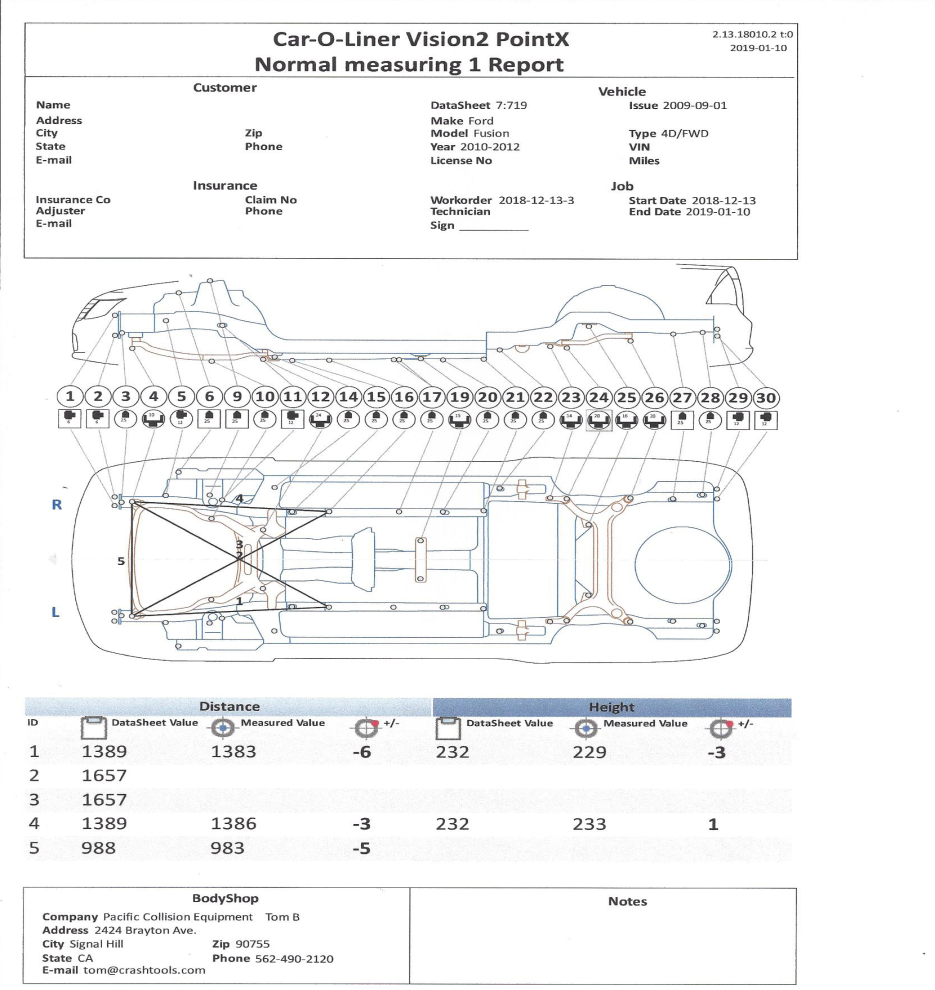 Car-O-Liner Vision2 PointX
Normal measuring 1 Report
2.13.18010.2 t:0
2019-01-10
Customer
Vehicle
Name
DataSheet 7:719
Issue 2009-09-01
Address
Make Ford
City
Zip
Model Fusion
Type 4D/FWD
State
Phone
Year 2010-2012
VIN
E-mail
License No
Miles
Insurance
Job
Insurance Co
Claim No
Workorder 2018-12-13-3
Start Date 2018-12-13
Adjuster
Phone
Technician
End Date 2019-01-10
E-mail
Sign
1 2 3 4 5 6 9 10 11 12 14 15 16 17 19 20 21 22 23 24 25 26 27 28 29 30
R
4
3
5
L
1
Distance
Height
ID DataSheet Value Measured Value +/- DataSheet Value Measured Value +/-
1 1389 1383 -6 232 229 -3
2 1657
3 1657
4 1389 1386 -3 232 233 1
5 988 983 -5
BodyShop
Notes
Company Pacific Collision Equipment Tom B
Address 2424 Brayton Ave.
City Signal Hill Zip 90755
State CA Phone 562-490-2120
E-mail tom@crashtools.com